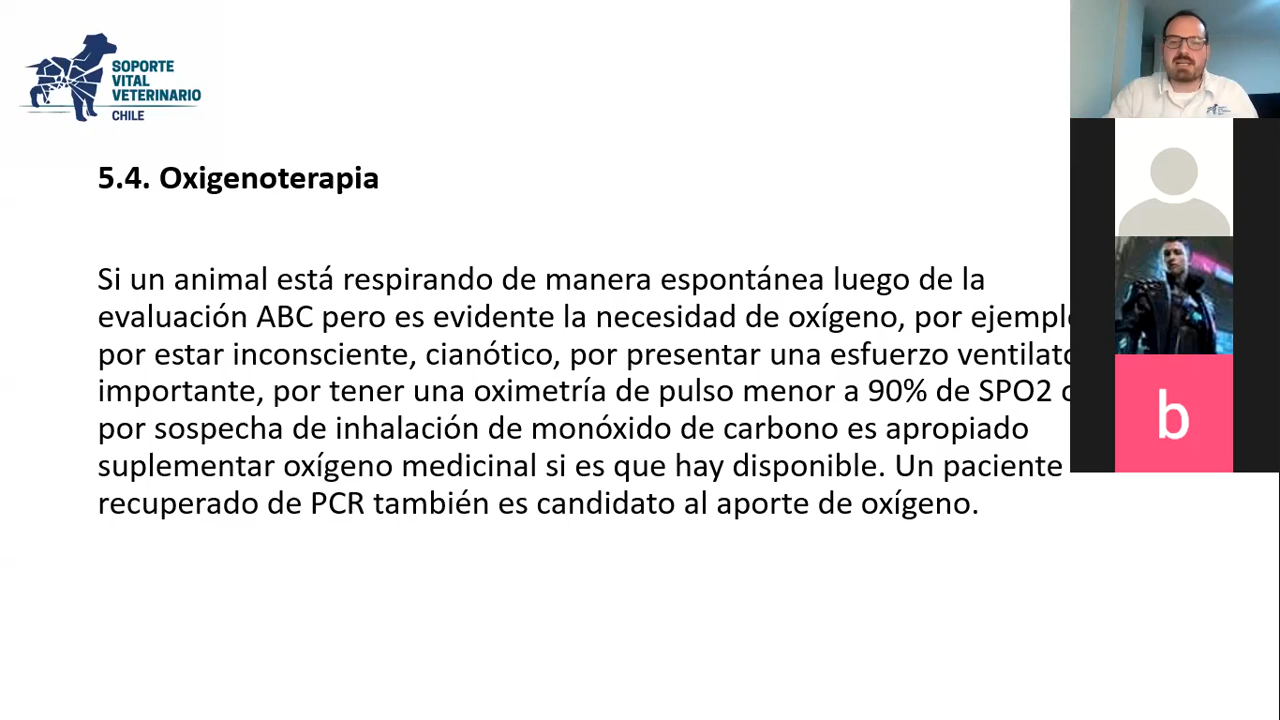 SOPORTE
VITAL
VETERINARIO
CHILE
5.4. Oxigenoterapia
Si un animal está respirando de manera espontánea luego de la
evaluación ABC pero es evidente la necesidad de oxígeno, por ejempl
por estar inconsciente, cianótico, por presentar una esfuerzo ventilat
importante, por tener una oximetría de pulso menor a 90% de SPO2
por sospecha de inhalación de monóxido de carbono es apropiado
suplementar oxígeno medicinal si es que hay disponible. Un paciente
recuperado de PCR también es candidato al aporte de oxígeno.
b